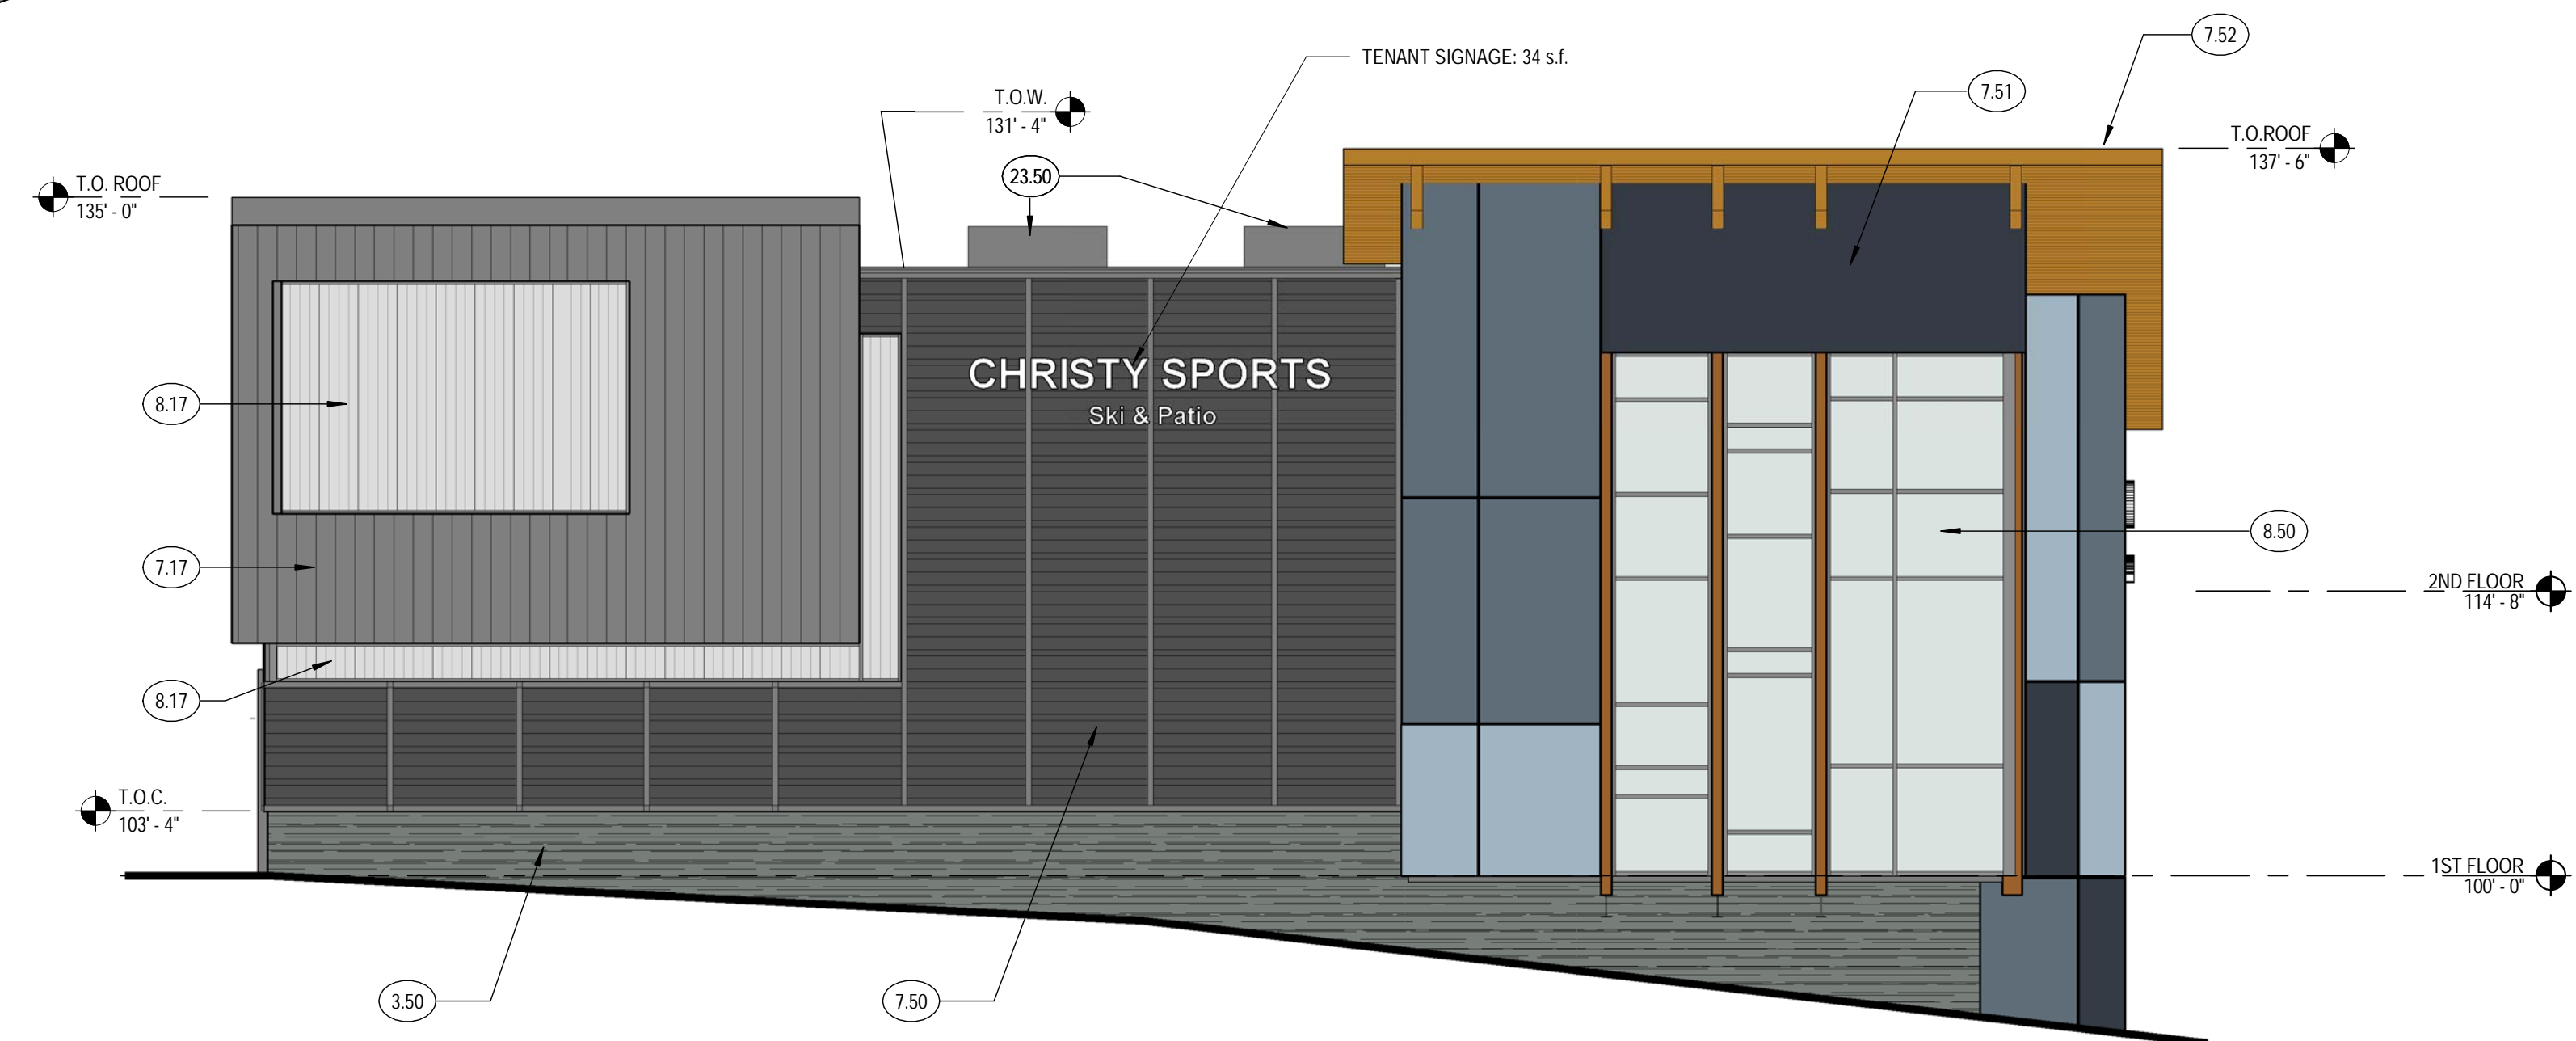 7.52
TENANT SIGNAGE: 34 s.f.
7.51
T.O.W.
131' - 4"
T.O.ROOF
137' - 6"
23.50
T.O. ROOF
135' - 0"
CHRISTY SPORTS
Ski & Patio
8.17
8.50
7.17
2ND FLOOR
114' - 8"
8.17
T.O.C.
103' - 4"
1ST FLOOR
100' - 0"
3.50
7.50